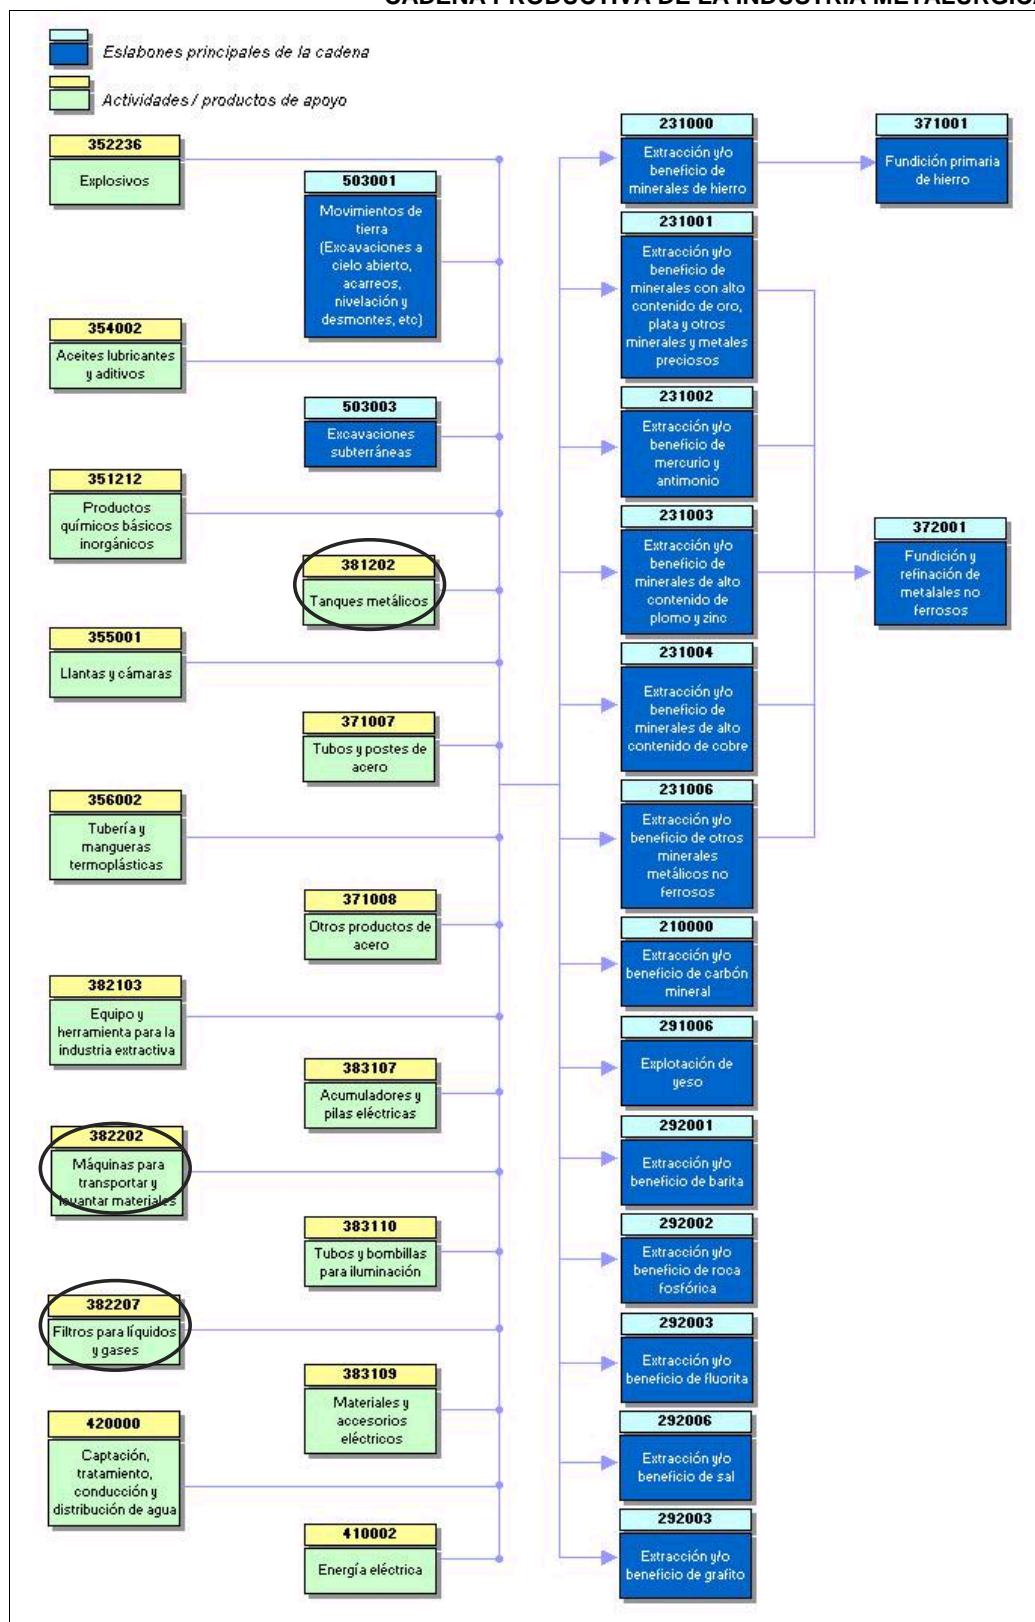 CADENA PRODUCTIVA DE LA INDUSTRIA METALÚRGICA
Eslabones principales de la cadena
Actividades / productos de apoyo
352236
Explosivos
354002
Aceites lubricantes
y aditivos
351212
Productos
químicos básicos
inorgánicos
355001
Llantas y cámaras
356002
Tubería y
mangueras
termoplásticas
382103
Equipo y
herramienta para la
industria extractiva
382202
Máquinas para
transportar y
levantar materiales
382207
Filtros para líquidos
y gases
420000
Captación,
tratamiento,
conducción y
distribución de agua
503001
Movimientos de
tierra
(Excavaciones a
cielo abierto,
acarreos,
nivelación y
desmontes, etc)
503003
Excavaciones
subterráneas
381202
Tanques metálicos
371007
Tubos y postes de
acero
371008
Otros productos de
acero
383107
Acumuladores y
pilas eléctricas
383110
Tubos y bombillas
para iluminación
383109
Materiales y
accesorios
eléctricos
410002
Energía eléctrica
231000
Extracción y/o
beneficio de
minerales de hierro
231001
Extracción y/o
beneficio de
minerales con alto
contenido de oro,
plata y otros
minerales y metales
preciosos
231002
Extracción y/o
beneficio de
mercurio y
antimonio
231003
Extracción y/o
beneficio de
minerales de alto
contenido de
plomo y zinc
231004
Extracción y/o
beneficio de
minerales de alto
contenido de cobre
231006
Extracción y/o
beneficio de otros
minerales
metálicos no
ferrosos
210000
Extracción y/o
beneficio de carbón
mineral
291006
Explotación de
yeso
292001
Extracción y/o
beneficio de barita
292002
Extracción y/o
beneficio de roca
fosfórica
292003
Extracción y/o
beneficio de fluorita
292006
Extracción y/o
beneficio de sal
292003
Extracción y/o
beneficio de grafito
371001
Fundición primaria
de hierro
372001
Fundición y
refinación de
metalales no
ferrosos